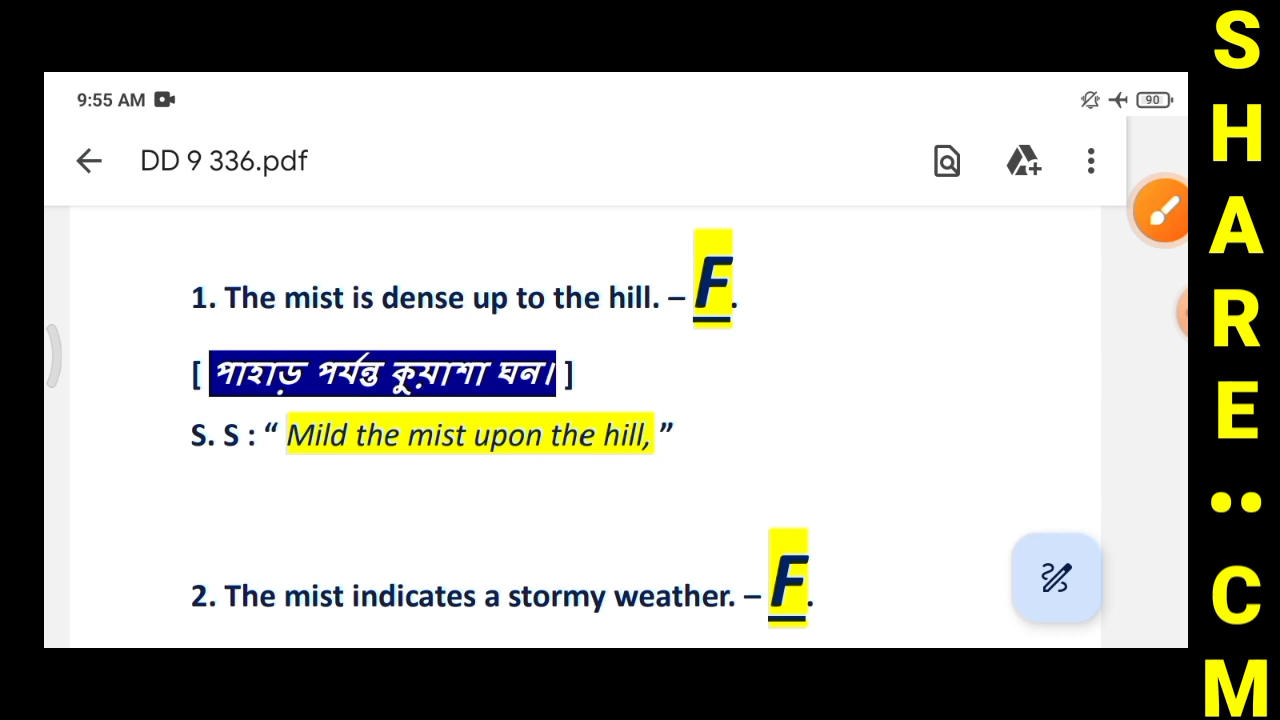 9:55 AM
90
DD 9 336.pdf
1. The mist is dense up to the hill. – F.
[ পাহাড় পর্যন্ত কুয়াশা ঘন। ]
S. S : “ Mild the mist upon the hill, ”
2. The mist indicates a stormy weather. – F.
SHARE •• CM